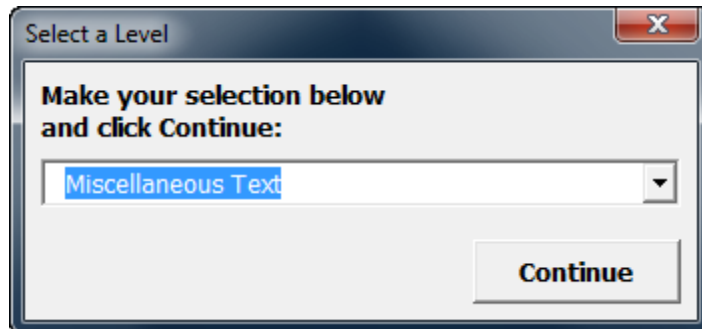 Select a Level
Make your selection below
and click Continue:
Miscellaneous Text
Continue